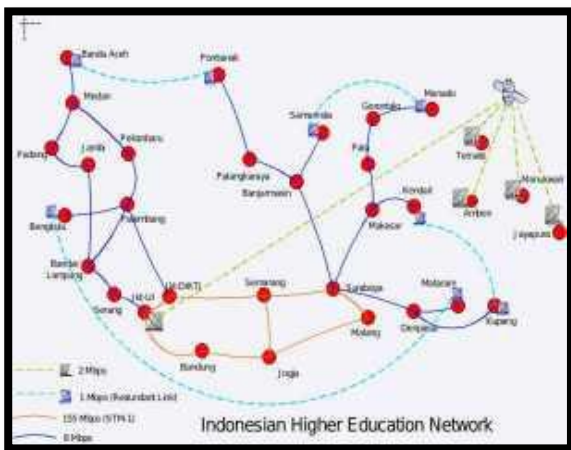 Banda Aceh
Pontianak
Medan
Manado
Gorontalo
Samarinda
Padang
Jambi
Pekanbaru
Palu
Ternate
Palangkaraya
Banjarmasin
Kendari
Manokwari
Bengkulu
Palembang
Makasar
Ambon
Jayapura
Bandar
Lampung
Serang
Semarang
Surabaya
Mataram
Denpasar
Kupang
Malang
Bandung
Jogja
2 Mbps
1 Mbps (Redundant Link)
155 Mbps (STM-1)
8 Mbps
Indonesian Higher Education Network